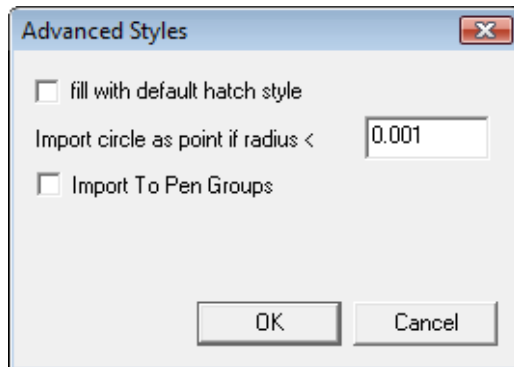 Advanced Styles
fill with default hatch style
Import circle as point if radius < 0.001
Import To Pen Groups
OK Cancel